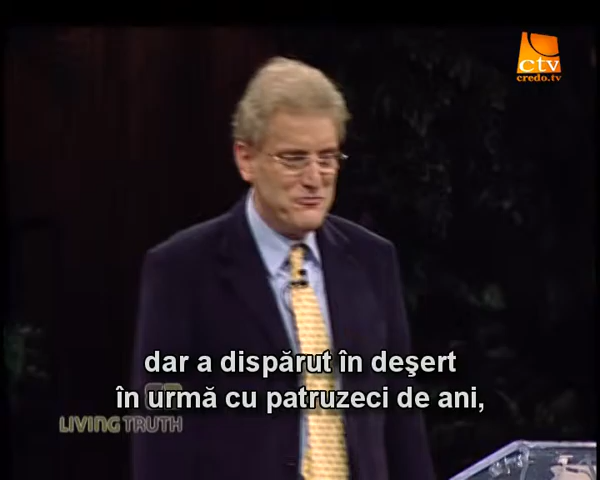 ctv
credo.tv
dar a dispărut în deşert
în urmă cu patruzeci de ani,
LIVING TRUTH